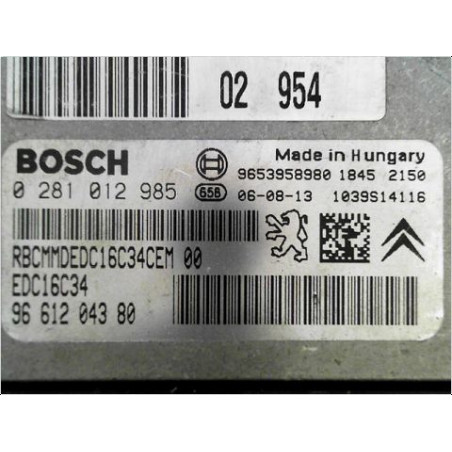 02 954
BOSCH
Made in Hungary
9653958980 1845 2150
0 281 012 985
65B
06-08-13 1039S14116
RBCMMDEDC16C34CEM 00
EDC16C34
96 612 043 80